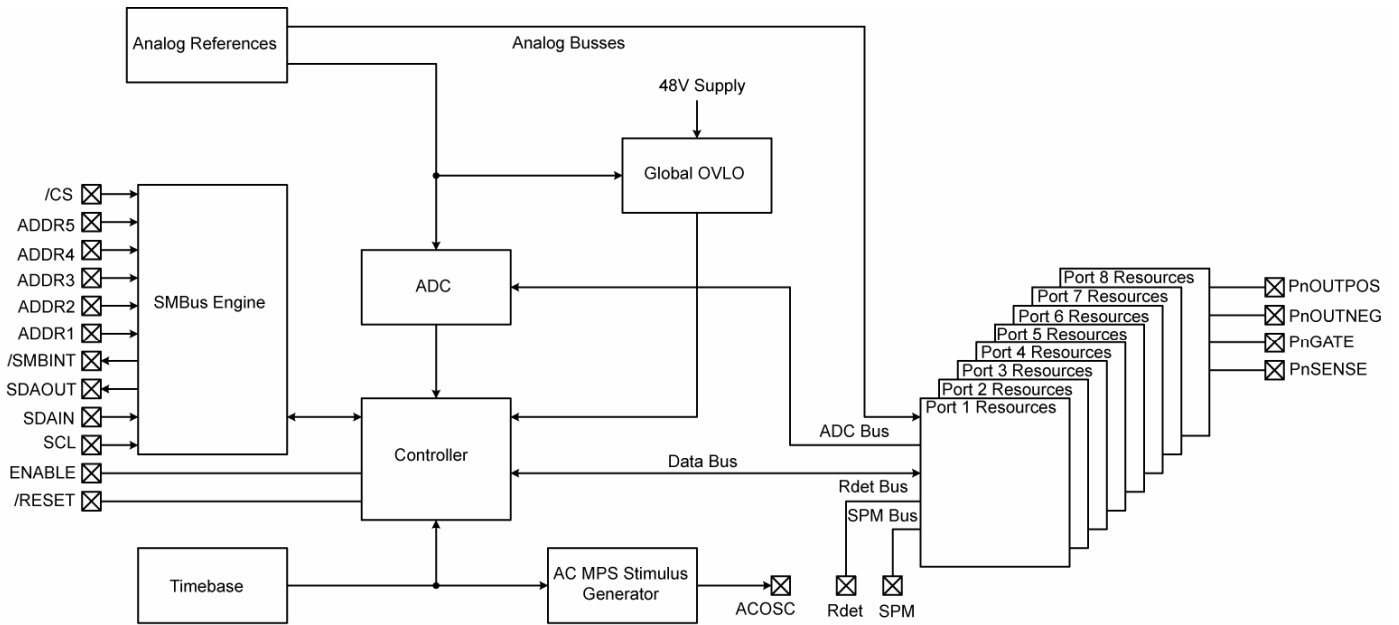 Analog References
Analog Busses
48V Supply
Global OVLO
/CS
ADDR5
ADDR4
ADDR3
ADDR2
ADDR1
/SMBINT
SDAOUT
SDAIN
SCL
ENABLE
/RESET
SMBus Engine
ADC
Controller
Timebase
AC MPS Stimulus
Generator
ACOSC
ADC Bus
Data Bus
Rdet Bus
SPM Bus
Rdet
SPM
Port 8 Resources
Port 7 Resources
Port 6 Resources
Port 5 Resources
Port 4 Resources
Port 3 Resources
Port 2 Resources
Port 1 Resources
PnOUTPOS
PnOUTNEG
PnGATE
PnSENSE